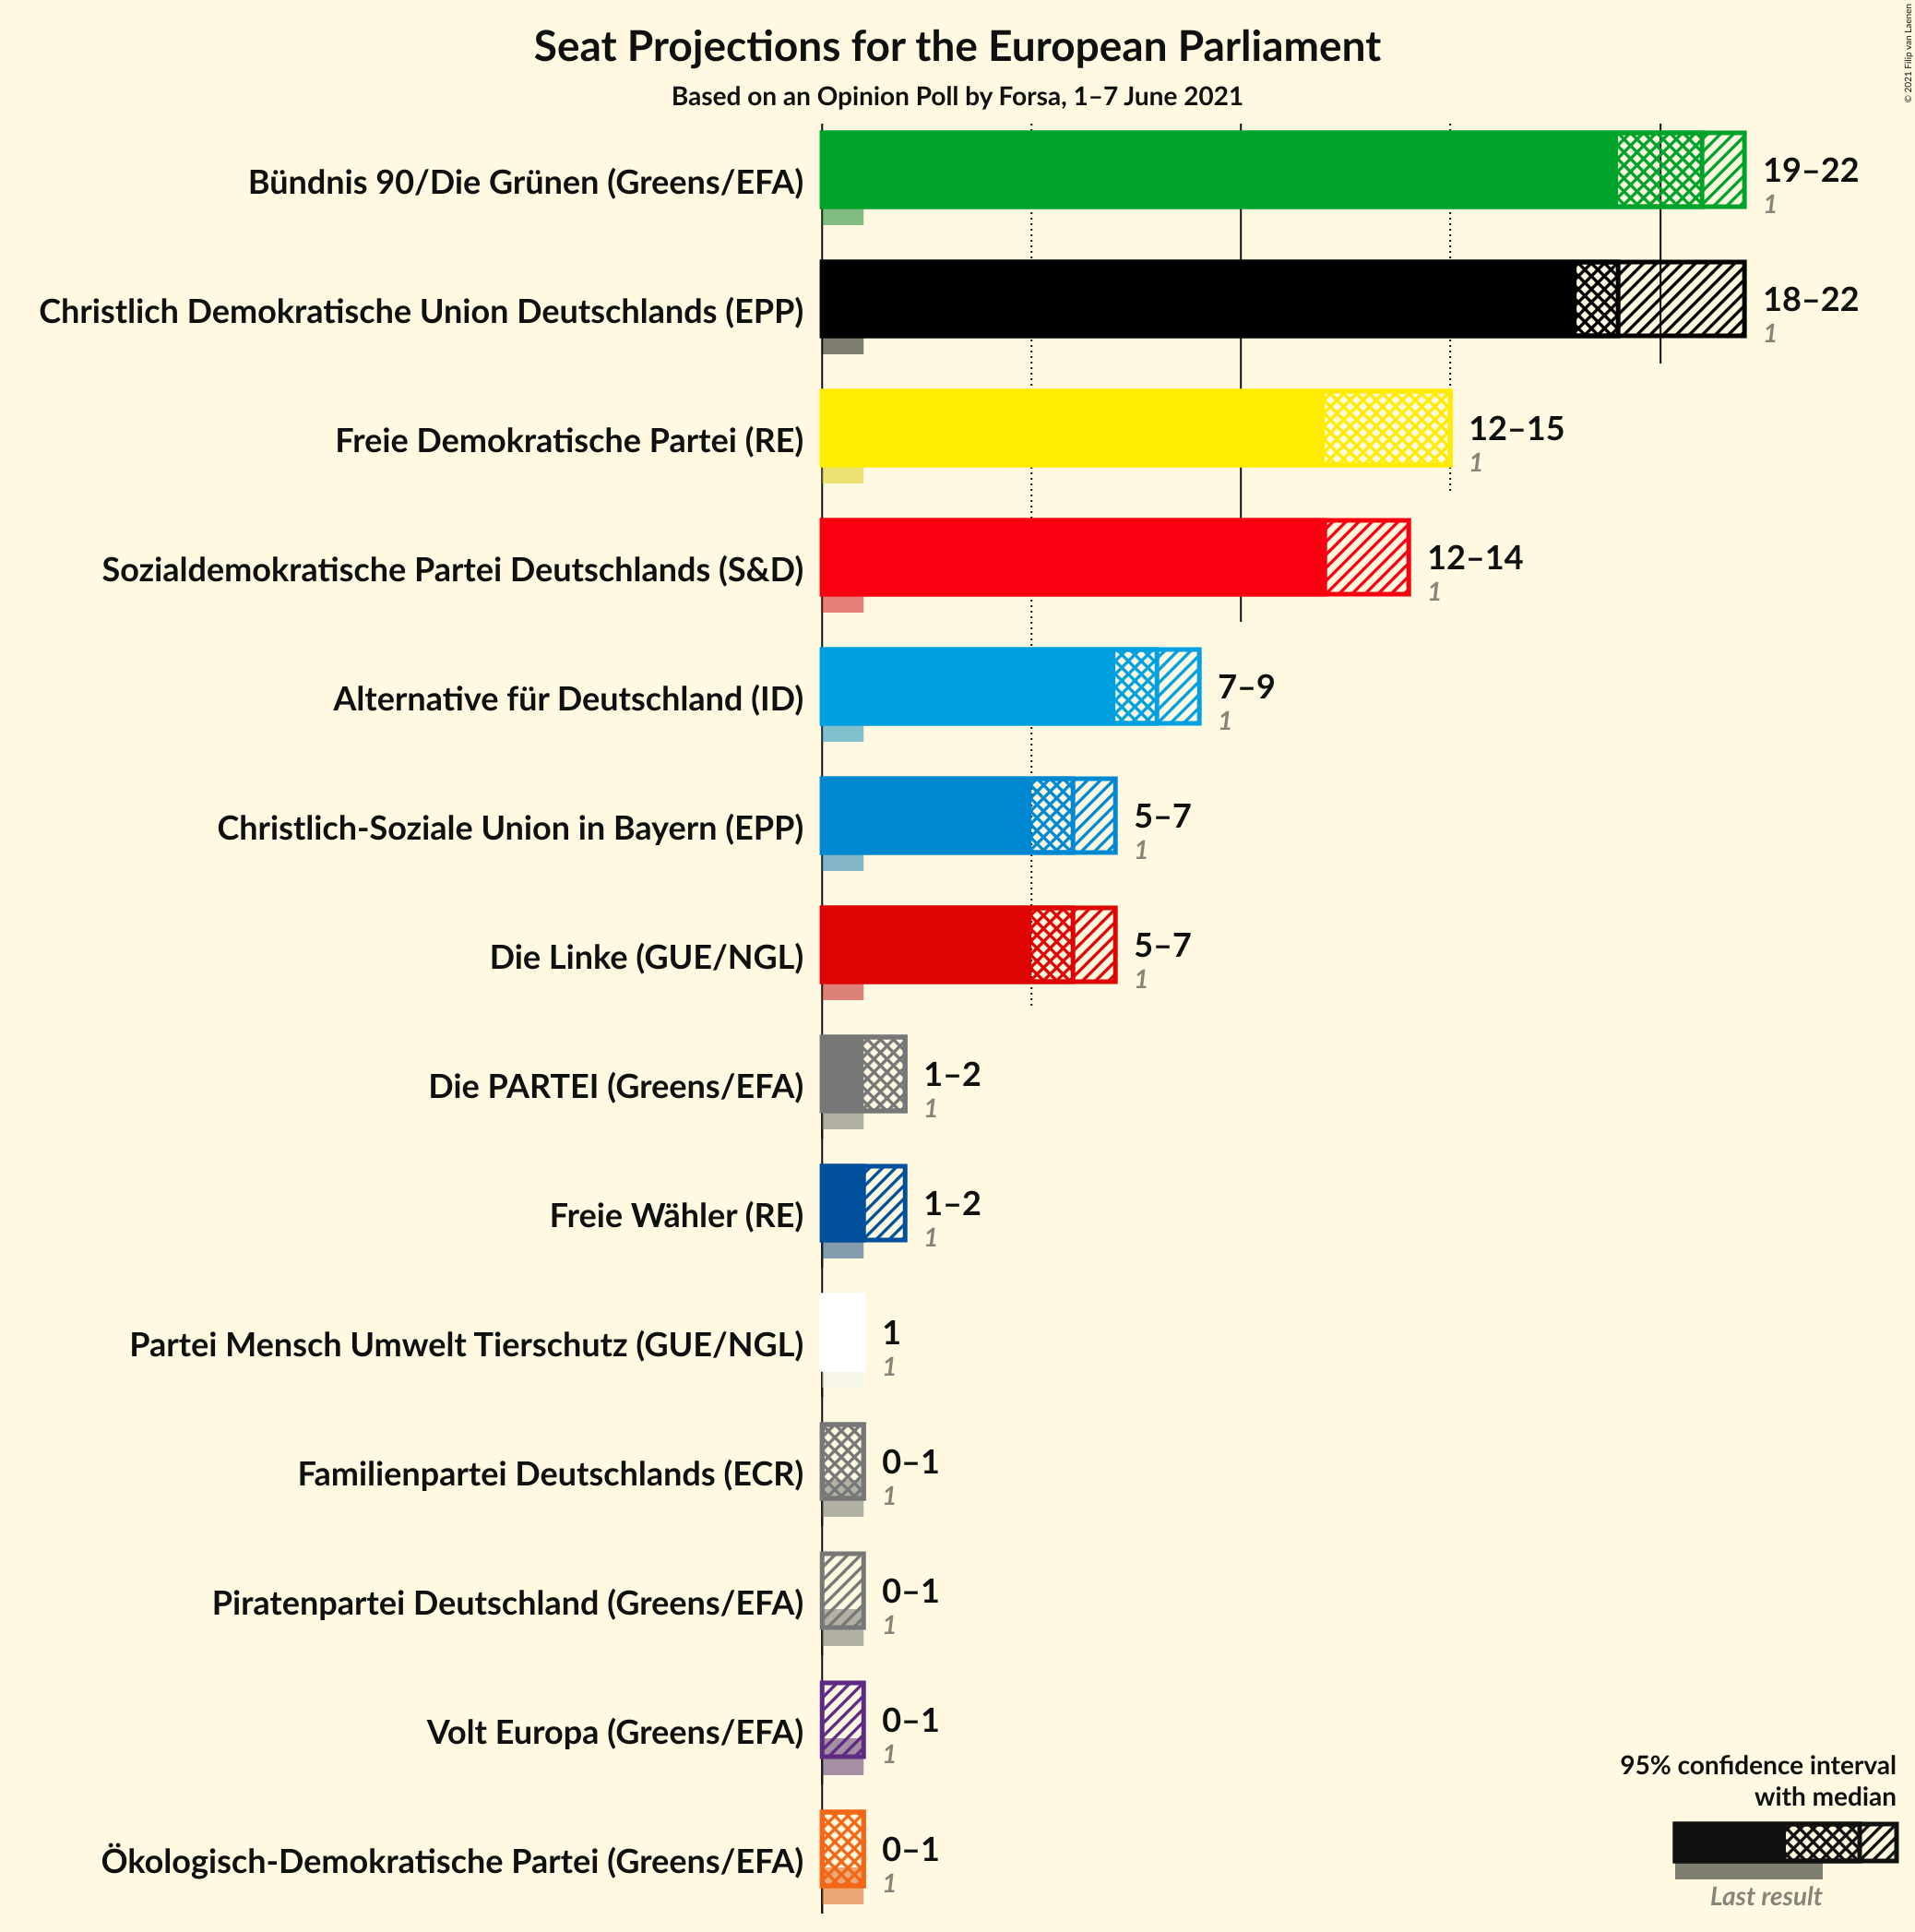 Seat Projections for the European Parliament
Based on an Opinion Poll by Forsa, 1–7 June 2021
© 2021 Filip van Laenen
Bündnis 90/Die Grünen (Greens/EFA)
19–22
1
Christlich Demokratische Union Deutschlands (EPP)
18–22
1
Freie Demokratische Partei (RE)
12–15
1
Sozialdemokratische Partei Deutschlands (S&D)
12–14
1
Alternative für Deutschland (ID)
7–9
1
Christlich-Soziale Union in Bayern (EPP)
5–7
1
Die Linke (GUE/NGL)
5–7
1
Die PARTEI (Greens/EFA)
1–2
1
Freie Wähler (RE)
1–2
1
Partei Mensch Umwelt Tierschutz (GUE/NGL)
1
1
Familienpartei Deutschlands (ECR)
0–1
1
Piratenpartei Deutschland (Greens/EFA)
0–1
1
Volt Europa (Greens/EFA)
0–1
1
Ökologisch-Demokratische Partei (Greens/EFA)
0–1
1
95% confidence interval
with median
Last result